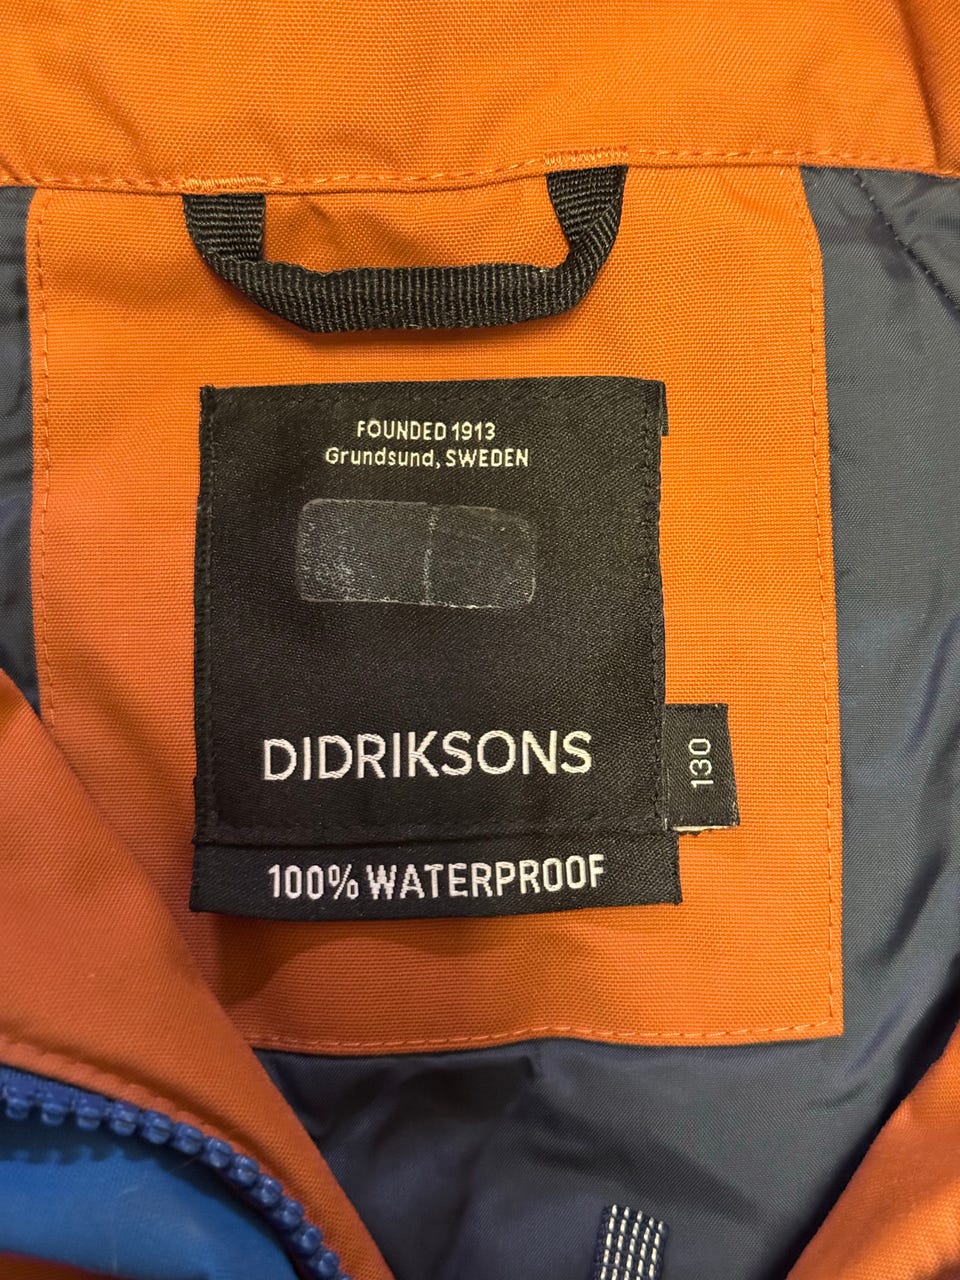 FOUNDED 1913
Grundsund, SWEDEN
DIDRIKSONS
130
100% WATERPROOF